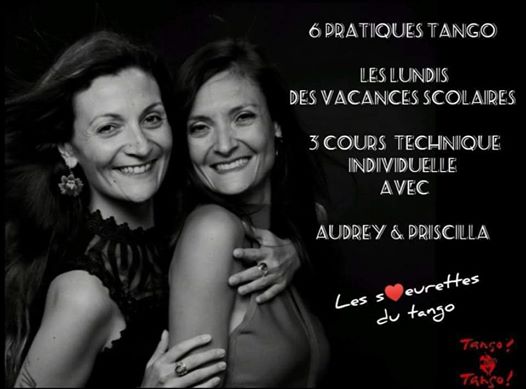 6 PRATIQUES TANGO
LES LUNDIS
DES VACANCES SCOLAIRES
3 COURS TECHNIQUE
INDIVIDUELLE
AVEC
AUDREY & PRISCILLA
Les s❤eurettes
du tango
Tango!
Tango!